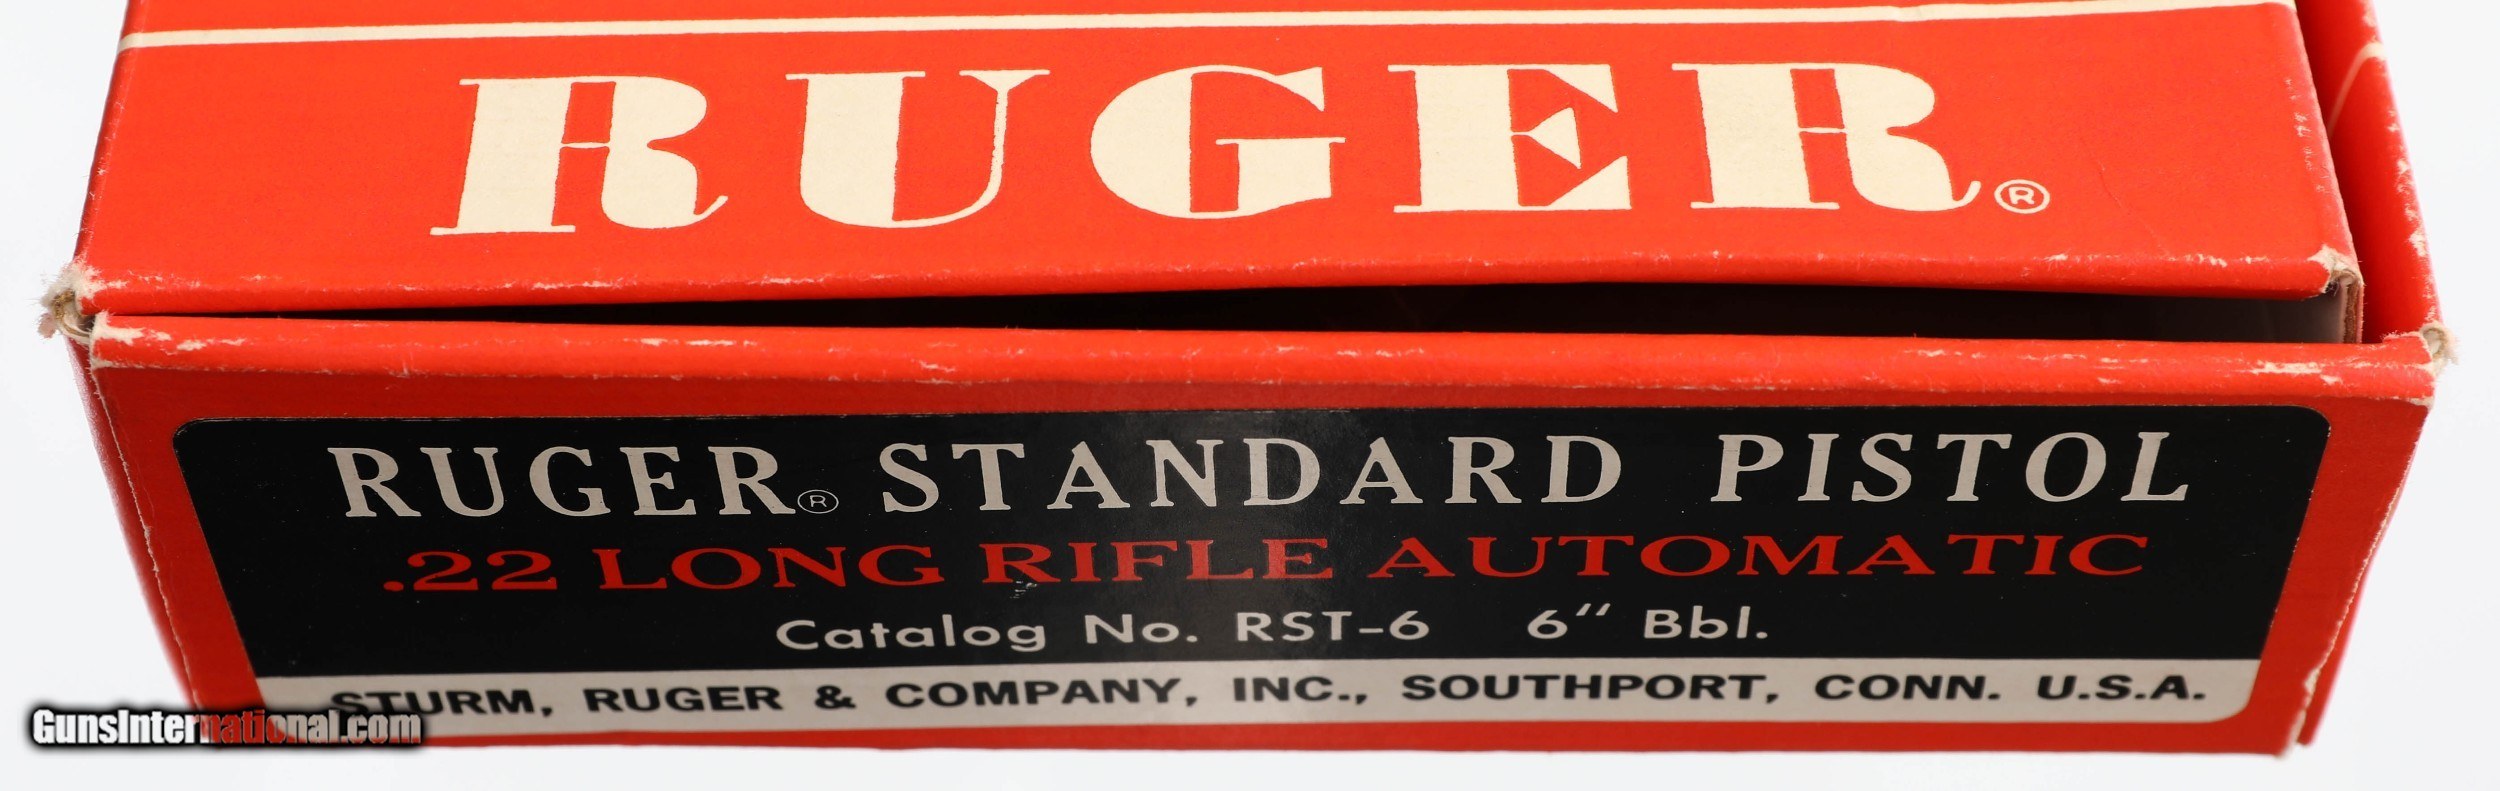 RUGER®
RUGER® STANDARD PISTOL
.22 LONG RIFLE AUTOMATIC
Catalog No. RST-6 6" Bbl.
STURM, RUGER & COMPANY, INC., SOUTHPORT, CONN. U.S.A.
GunsInternational.com